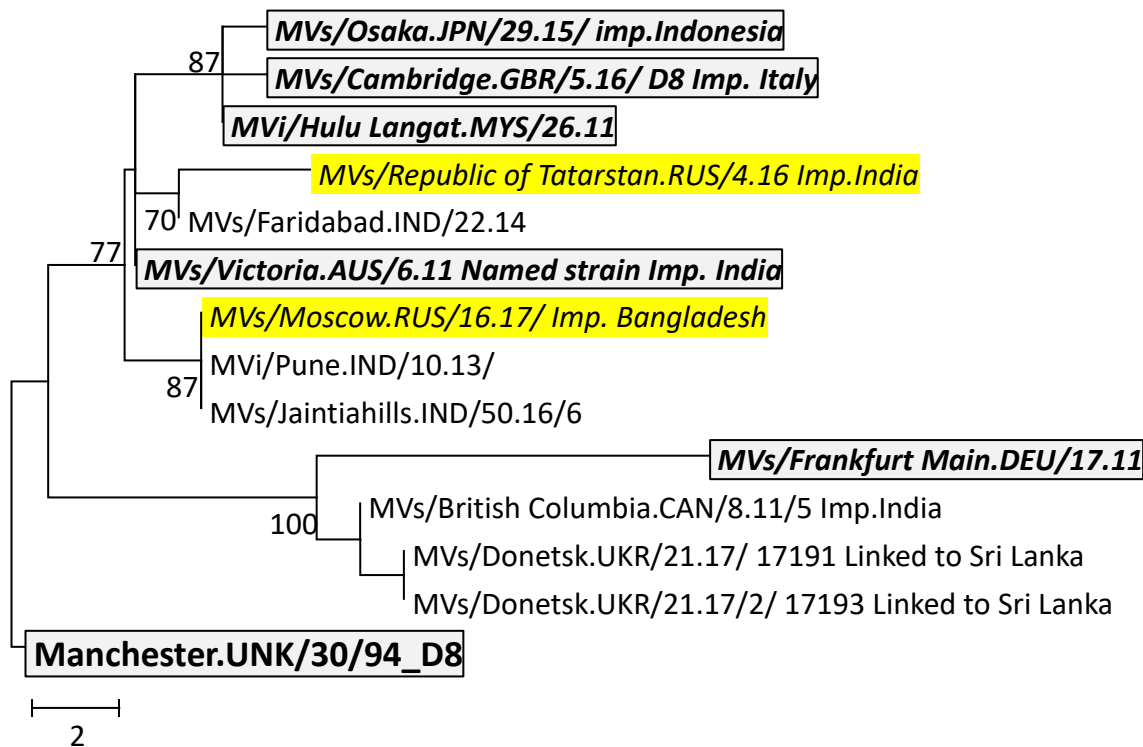 MVs/Osaka.JPN/29.15/ imp.Indonesia
87
MVs/Cambridge.GBR/5.16/ D8 Imp. Italy
MVi/Hulu Langat.MYS/26.11
MVs/Republic of Tatarstan.RUS/4.16 Imp.India
70
MVs/Faridabad.IND/22.14
77
MVs/Victoria.AUS/6.11 Named strain Imp. India
MVs/Moscow.RUS/16.17/ Imp. Bangladesh
MVi/Pune.IND/10.13/
87
MVs/Jaintiahills.IND/50.16/6
MVs/Frankfurt Main.DEU/17.11
MVs/British Columbia.CAN/8.11/5 Imp.India
100
MVs/Donetsk.UKR/21.17/ 17191 Linked to Sri Lanka
MVs/Donetsk.UKR/21.17/2/ 17193 Linked to Sri Lanka
Manchester.UNK/30/94_D8
2